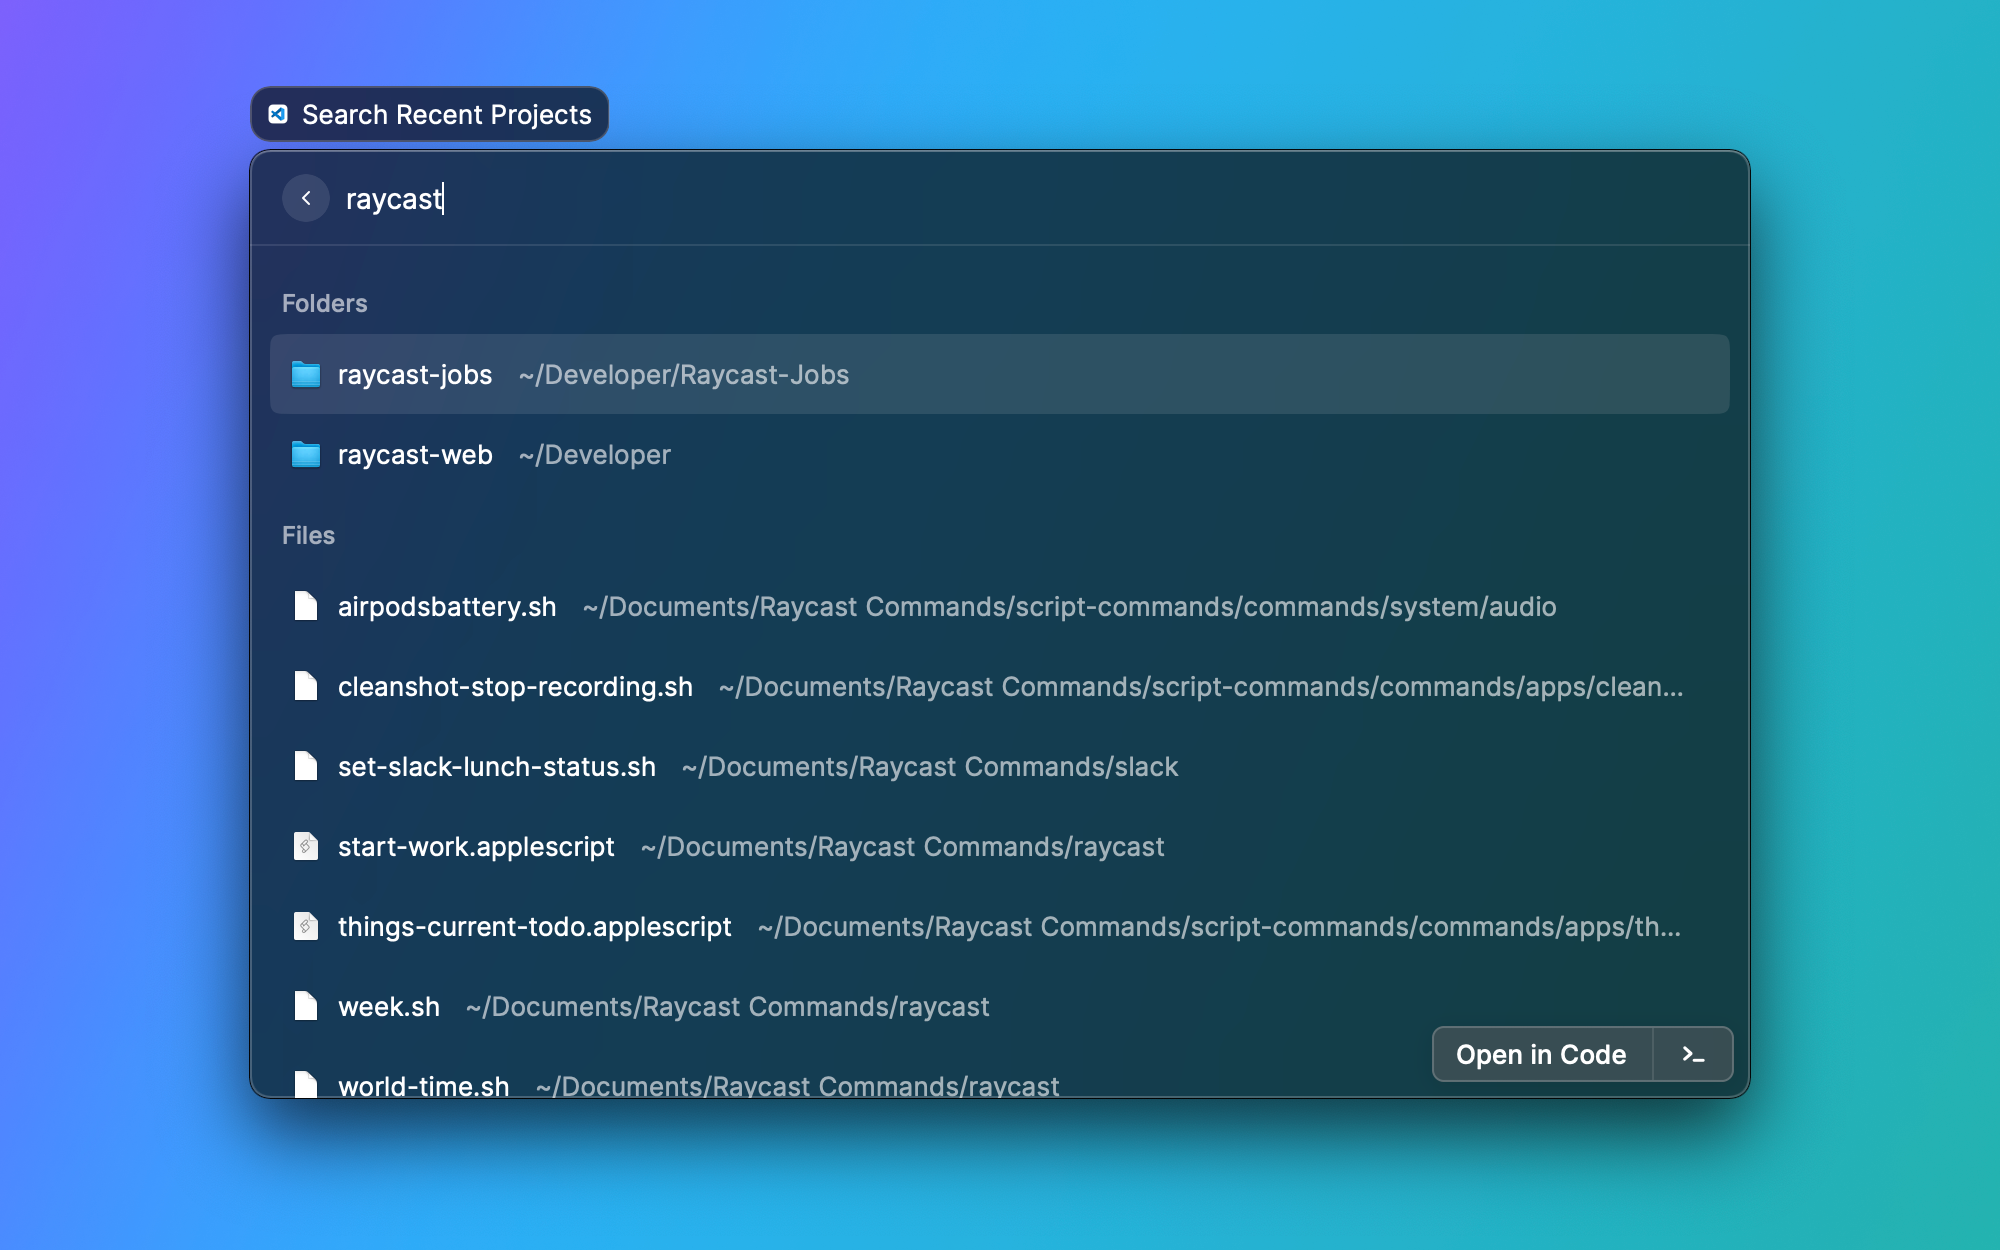 Search Recent Projects
raycast
Folders
raycast-jobs ~/Developer/Raycast-Jobs
raycast-web ~/Developer
Files
airpodsbattery.sh ~/Documents/Raycast Commands/script-commands/commands/system/audio
cleanshot-stop-recording.sh ~/Documents/Raycast Commands/script-commands/commands/apps/clean...
set-slack-lunch-status.sh ~/Documents/Raycast Commands/slack
start-work.applescript ~/Documents/Raycast Commands/raycast
things-current-todo.applescript ~/Documents/Raycast Commands/script-commands/commands/apps/th...
week.sh ~/Documents/Raycast Commands/raycast
Open in Code >_
world-time.sh ~/Documents/Raycast Commands/raycast